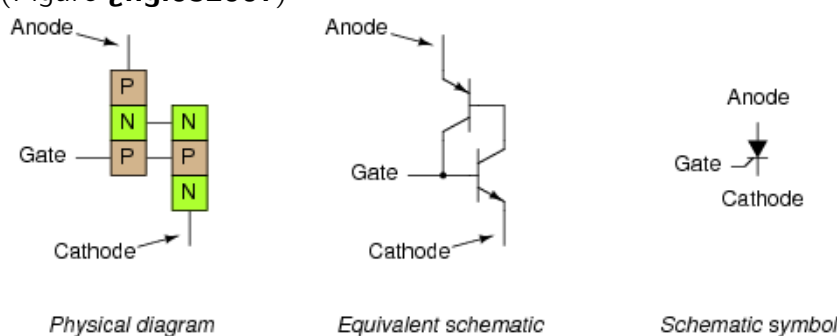 Anode
P
N N
Gate P P
N
Cathode
Physical diagram
Anode
Gate
Cathode
Equivalent schematic
Anode
Gate
Cathode
Schematic symbol